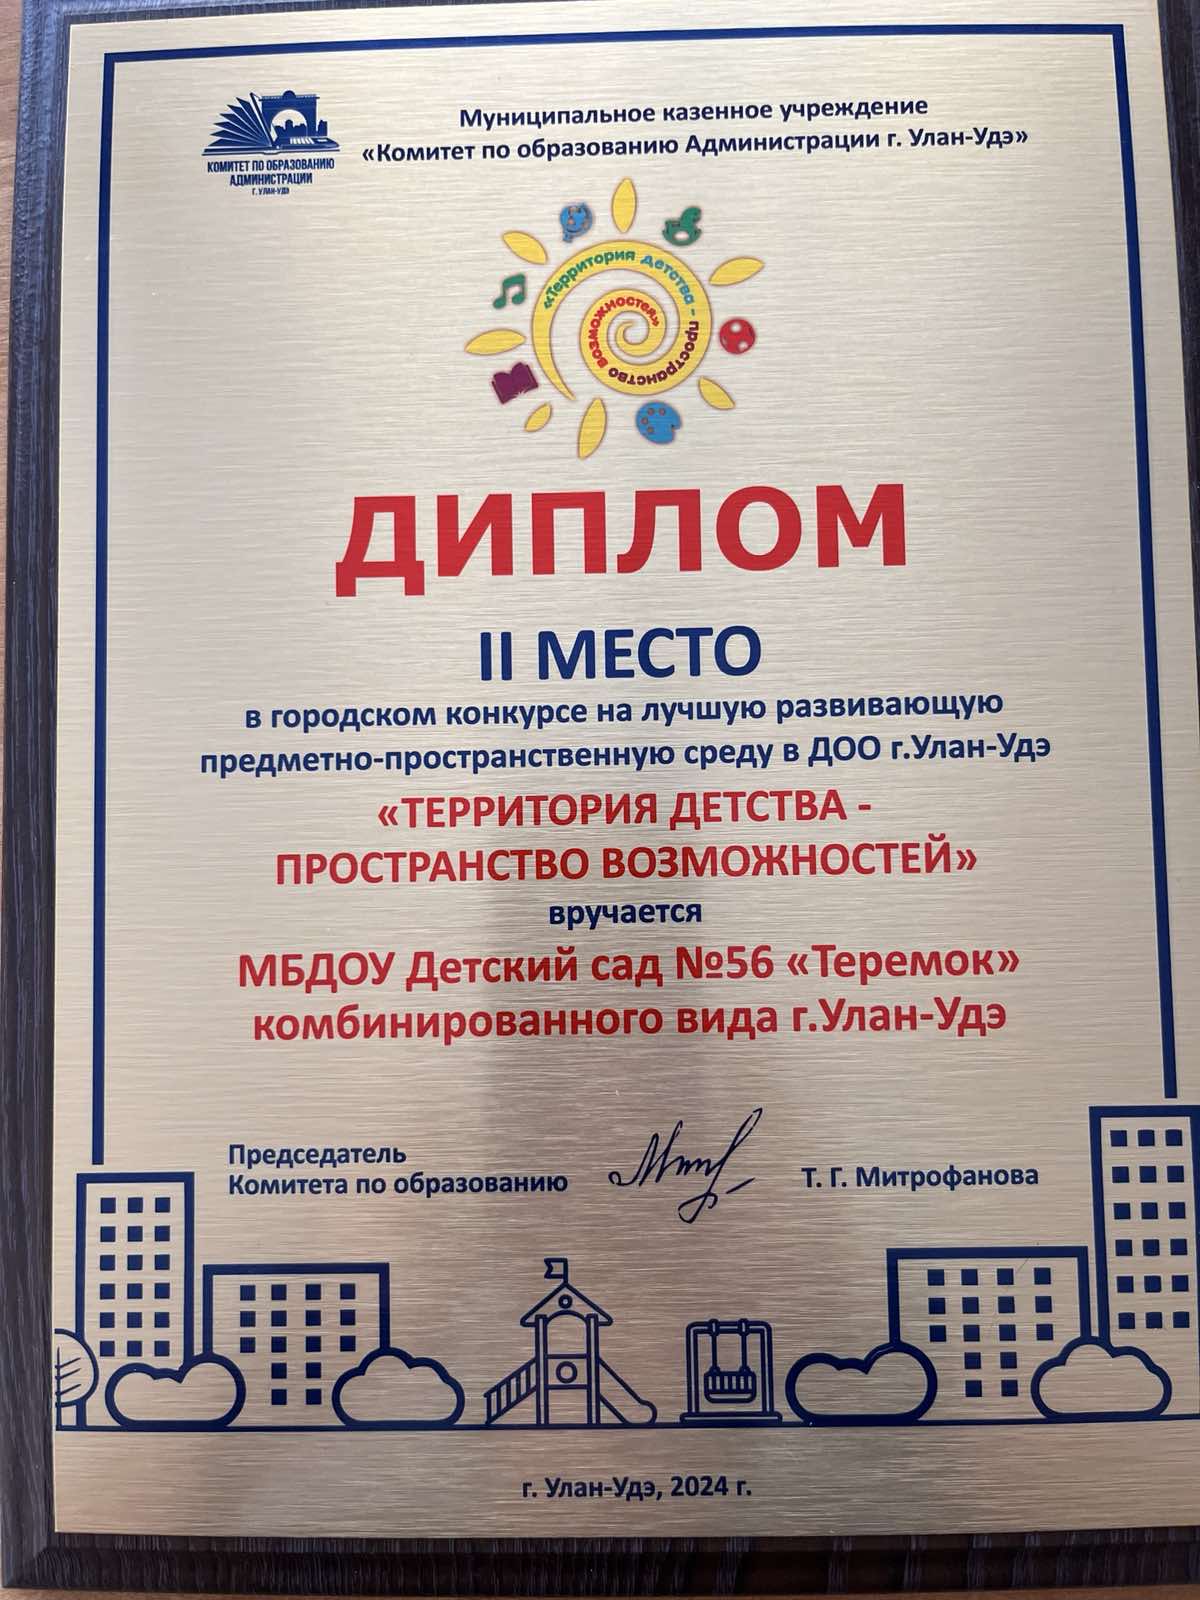 Муниципальное казенное учреждение
«Комитет по образованию Администрации г. Улан-Удэ»
КОМИТЕТ ПО ОБРАЗОВАНИЮ
АДМИНИСТРАЦИИ
Г. УЛАН-УДЭ
«Территория детства - пространство возможностей»
ДИПЛОМ
II МЕСТО
в городском конкурсе на лучшую развивающую
предметно-пространственную среду в ДОО г.Улан-Удэ
«ТЕРРИТОРИЯ ДЕТСТВА -
ПРОСТРАНСТВО ВОЗМОЖНОСТЕЙ»
вручается
МБДОУ Детский сад №56 «Теремок»
комбинированного вида г.Улан-Удэ
Председатель
Комитета по образованию
Т. Г. Митрофанова
г. Улан-Удэ, 2024 г.